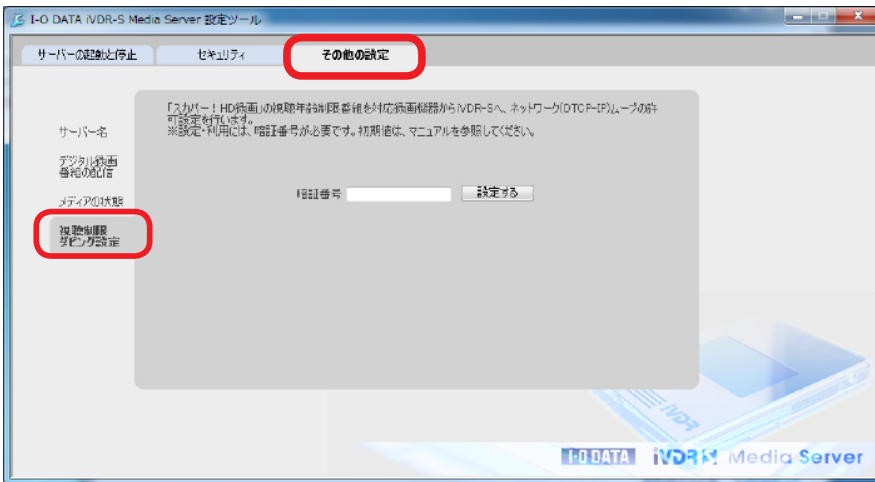 I-O DATA iVDR-S Media Server 設定ツール
サーバーの起動と停止
セキュリティ
その他の設定
サーバー名
デジタル録画
番組の配信
メディアの状態
視聴制限
ダビング設定
「スカパー！HD録画」の視聴年齢制限番組を対応録画機器からiVDR-Sへ、ネットワーク(DTCP-IP)ムーブの許
可設定を行います。
※設定・利用には、暗証番号が必要です。初期値は、マニュアルを参照してください。
暗証番号
設定する
iVDR
I-O DATA iVDR-S Media Server